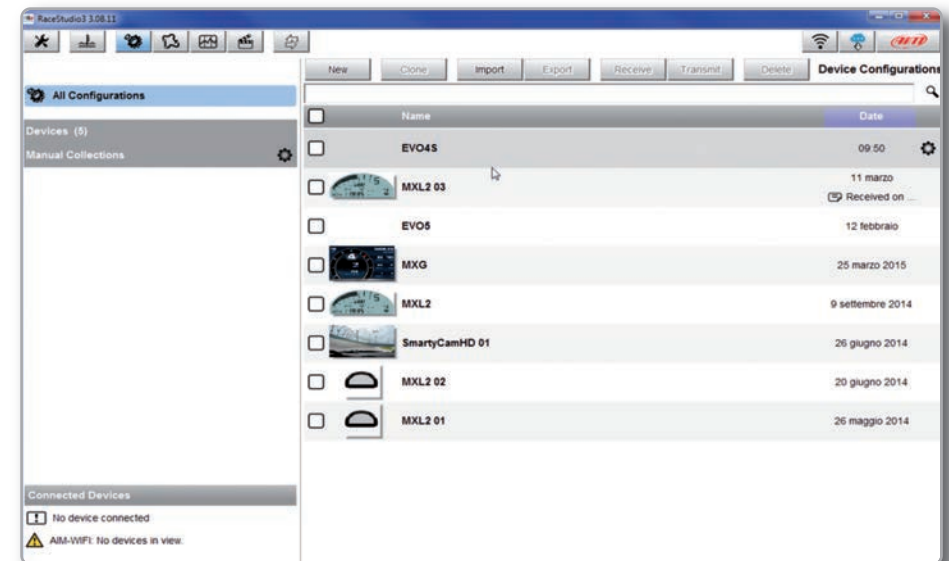 RaceStudio3 3.08.11
AiM
New Clone Import Export Receive Transmit Delete Device Configurations
All Configurations
Name Date
Devices (5)
Manual Collections
EVO4S 09:50
MXL2 03 11 marzo
Received on ...
EVO5 12 febbraio
MXG 25 marzo 2015
MXL2 9 settembre 2014
SmartyCamHD 01 26 giugno 2014
MXL2 02 20 giugno 2014
MXL2 01 26 maggio 2014
Connected Devices
No device connected
AIM-WIFI: No devices in view.